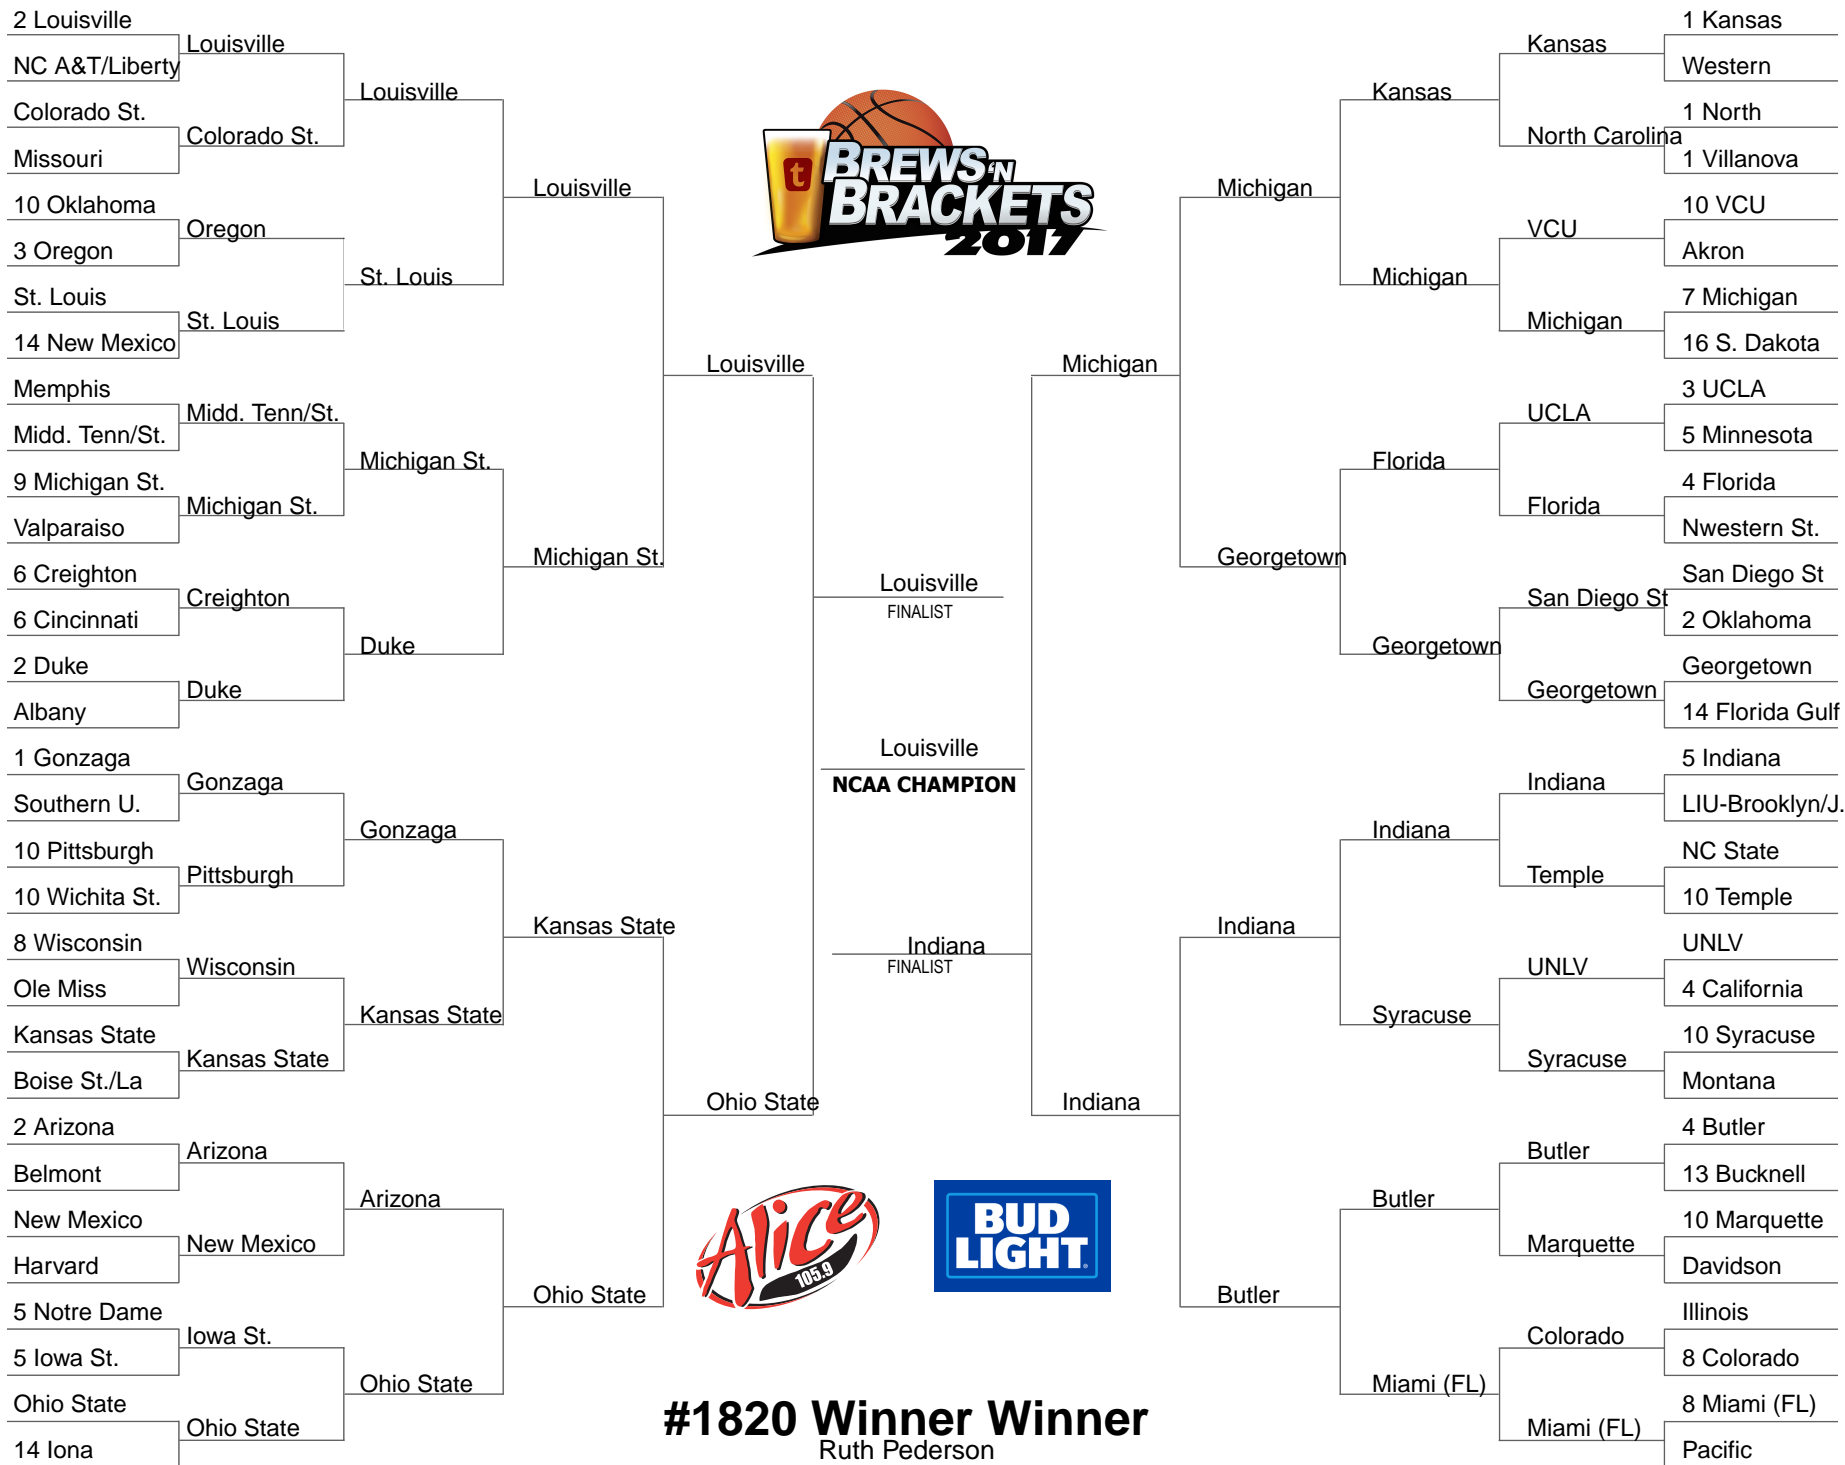 2 Louisville
NC A&T/Liberty
Colorado St.
Missouri
10 Oklahoma
3 Oregon
St. Louis
14 New Mexico
Memphis
Midd. Tenn/St.
9 Michigan St.
Valparaiso
6 Creighton
6 Cincinnati
2 Duke
Albany
1 Gonzaga
Southern U.
10 Pittsburgh
10 Wichita St.
8 Wisconsin
Ole Miss
Kansas State
Boise St./La
2 Arizona
Belmont
New Mexico
Harvard
5 Notre Dame
5 Iowa St.
Ohio State
14 Iona
Louisville
Colorado St.
Oregon
St. Louis
Midd. Tenn/St.
Michigan St.
Creighton
Duke
Gonzaga
Pittsburgh
Wisconsin
Kansas State
Arizona
New Mexico
Iowa St.
Ohio State
Louisville
St. Louis
Michigan St.
Duke
Gonzaga
Kansas State
Arizona
Ohio State
Louisville
Michigan St.
Kansas State
Ohio State
Louisville
Ohio State
t
BREWS 'N
BRACKETS
2017
Louisville
FINALIST
Louisville
NCAA CHAMPION
Indiana
FINALIST
Alice
105.9
BUD
LIGHT
#1820 Winner Winner
Ruth Pederson
Michigan
Indiana
Michigan
Georgetown
Indiana
Butler
Kansas
Michigan
Florida
Georgetown
Indiana
Syracuse
Butler
Miami (FL)
Kansas
North Carolina
VCU
Michigan
UCLA
Florida
San Diego St
Georgetown
Indiana
Temple
UNLV
Syracuse
Butler
Marquette
Colorado
Miami (FL)
1 Kansas
Western
1 North
1 Villanova
10 VCU
Akron
7 Michigan
16 S. Dakota
3 UCLA
5 Minnesota
4 Florida
Nwestern St.
San Diego St
2 Oklahoma
Georgetown
14 Florida Gulf
5 Indiana
LIU-Brooklyn/J.
NC State
10 Temple
UNLV
4 California
10 Syracuse
Montana
4 Butler
13 Bucknell
10 Marquette
Davidson
Illinois
8 Colorado
8 Miami (FL)
Pacific